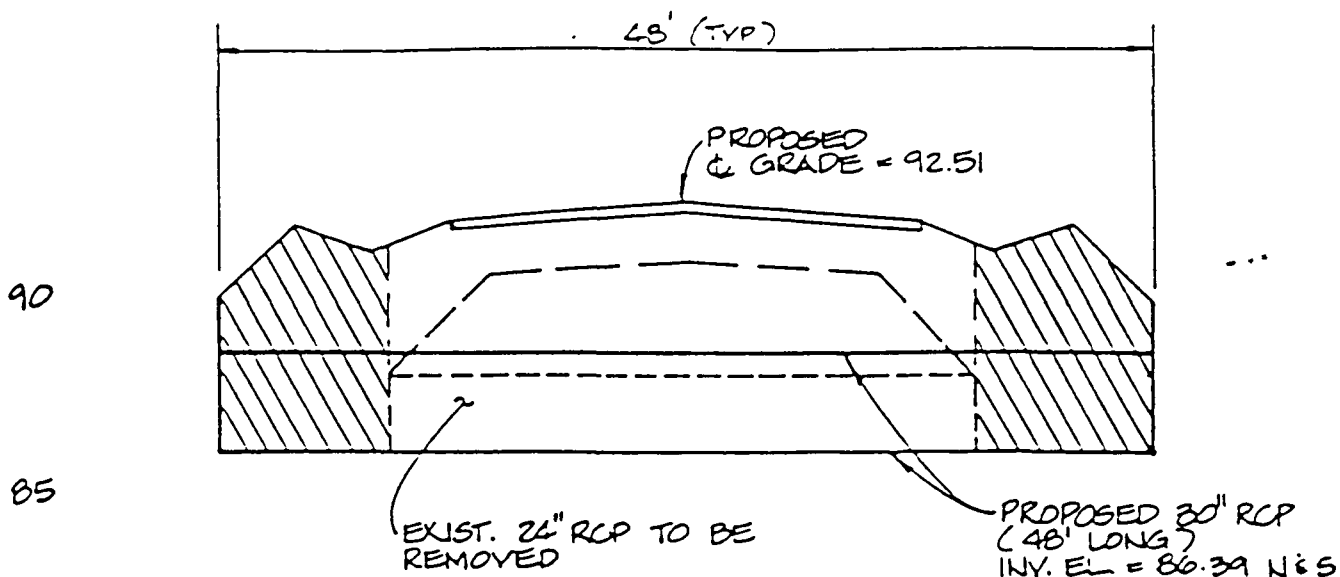 48' (TYP)
PROPOSED
℄ GRADE = 92.51
90
85
EXIST. 24" RCP TO BE
REMOVED
PROPOSED 30" RCP
(48' LONG)
INV. EL = 86.39 N & S